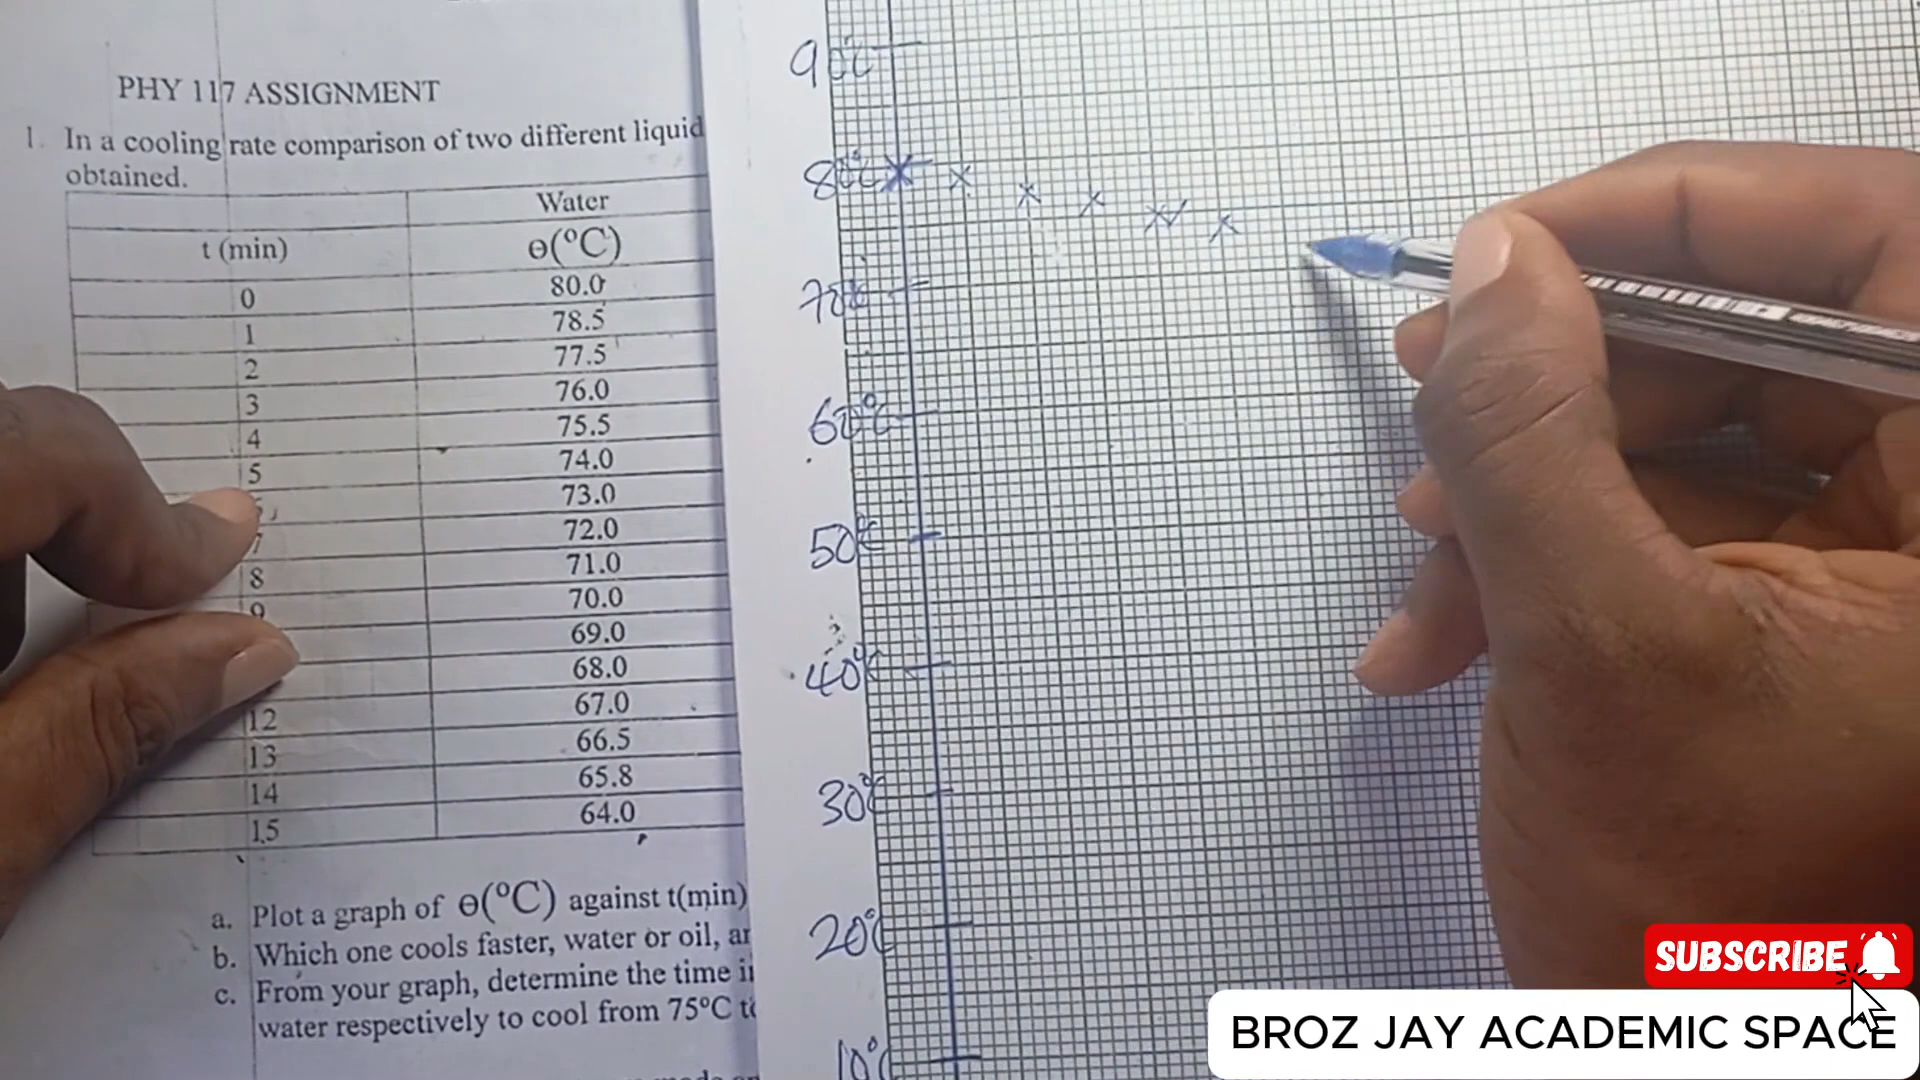 PHY 117 ASSIGNMENT
1. In a cooling rate comparison of two different liquid
obtained.
Water
t (min) θ(°C)
0 80.0
1 78.5
2 77.5
3 76.0
4 75.5
5 74.0
73.0
7 72.0
8 71.0
9 70.0
69.0
68.0
12 67.0
13 66.5
14 65.8
15 64.0
a. Plot a graph of θ(°C) against t(min)
b. Which one cools faster, water or oil,
c. From your graph, determine the time
water respectively to cool from 75°C
90°C
80°C
70°C
60°C
50°C
40°C
30°C
20°C
10°C
SUBSCRIBE
BROZ JAY ACADEMIC SPACE